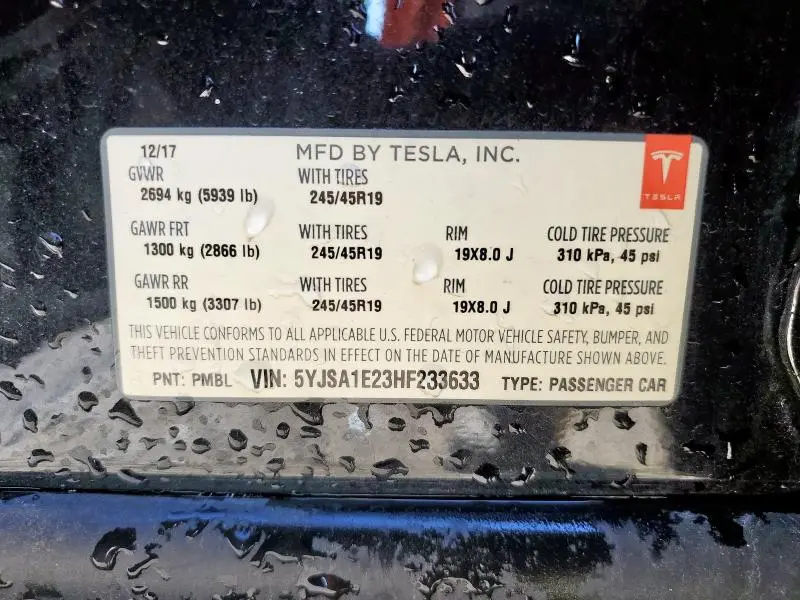 12/17 MFD BY TESLA, INC.
TESLA
GVWR WITH TIRES
2694 kg (5939 lb) 245/45R19
GAWR FRT WITH TIRES RIM COLD TIRE PRESSURE
1300 kg (2866 lb) 245/45R19 19X8.0 J 310 kPa, 45 psi
GAWR RR WITH TIRES RIM COLD TIRE PRESSURE
1500 kg (3307 lb) 245/45R19 19X8.0 J 310 kPa, 45 psi
THIS VEHICLE CONFORMS TO ALL APPLICABLE U.S. FEDERAL MOTOR VEHICLE SAFETY, BUMPER, AND
THEFT PREVENTION STANDARDS IN EFFECT ON THE DATE OF MANUFACTURE SHOWN ABOVE.
PNT: PMBL VIN: 5YJSA1E23HF233633 TYPE: PASSENGER CAR